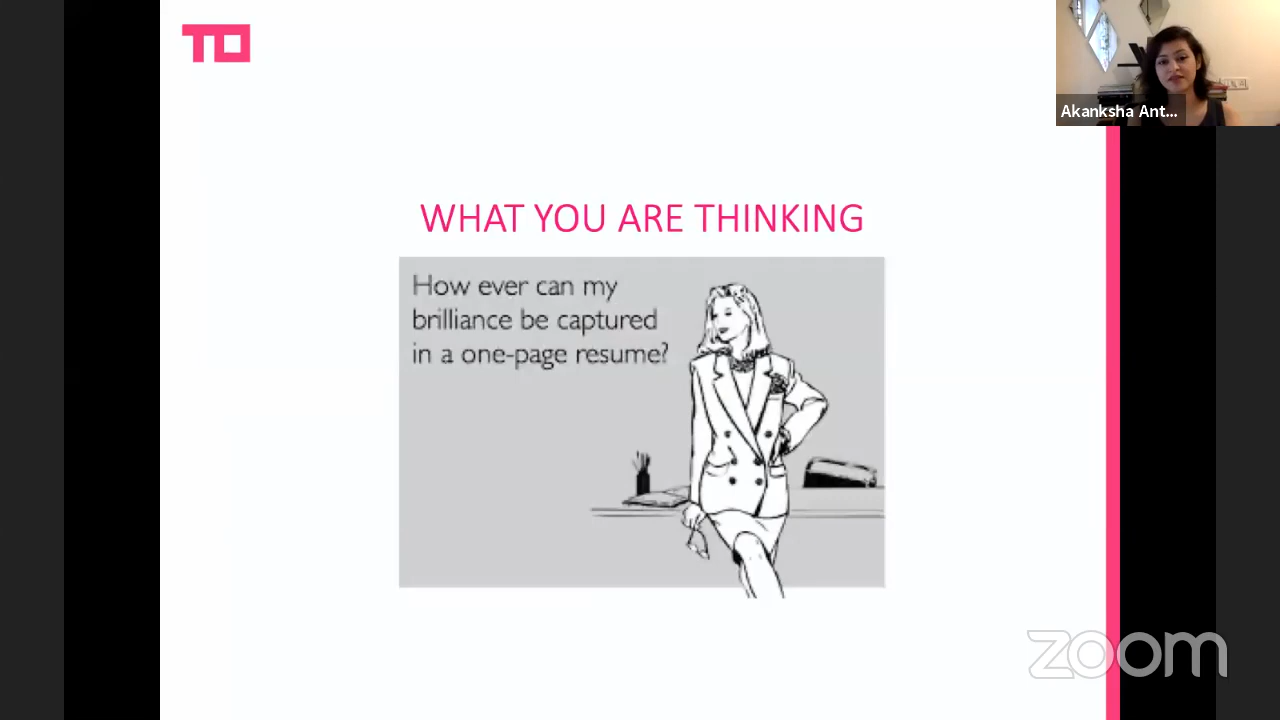 TO
Akanksha Ant...
WHAT YOU ARE THINKING
How ever can my
brilliance be captured
in a one-page resume?
zoom